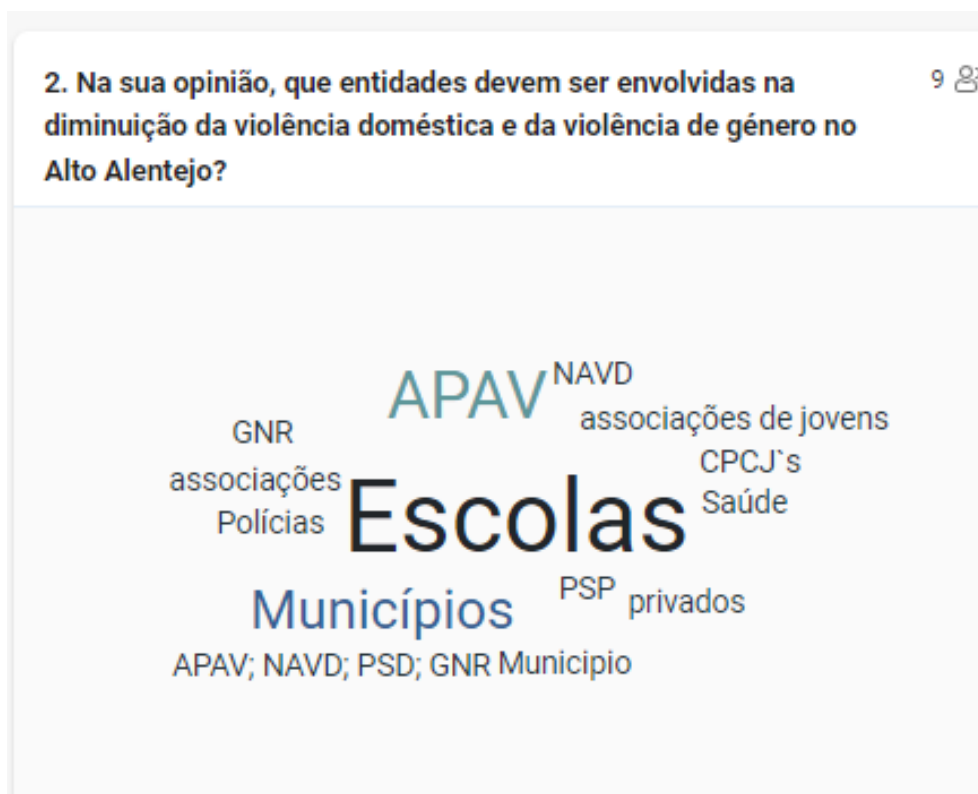 2. Na sua opinião, que entidades devem ser envolvidas na
9
diminuição da violência doméstica e da violência de género no
Alto Alentejo?
APAV
NAVD
associações de jovens
GNR
CPCJ`s
associações
Escolas
Saúde
Polícias
PSP
privados
Municípios
APAV; NAVD; PSD; GNR
Municipio